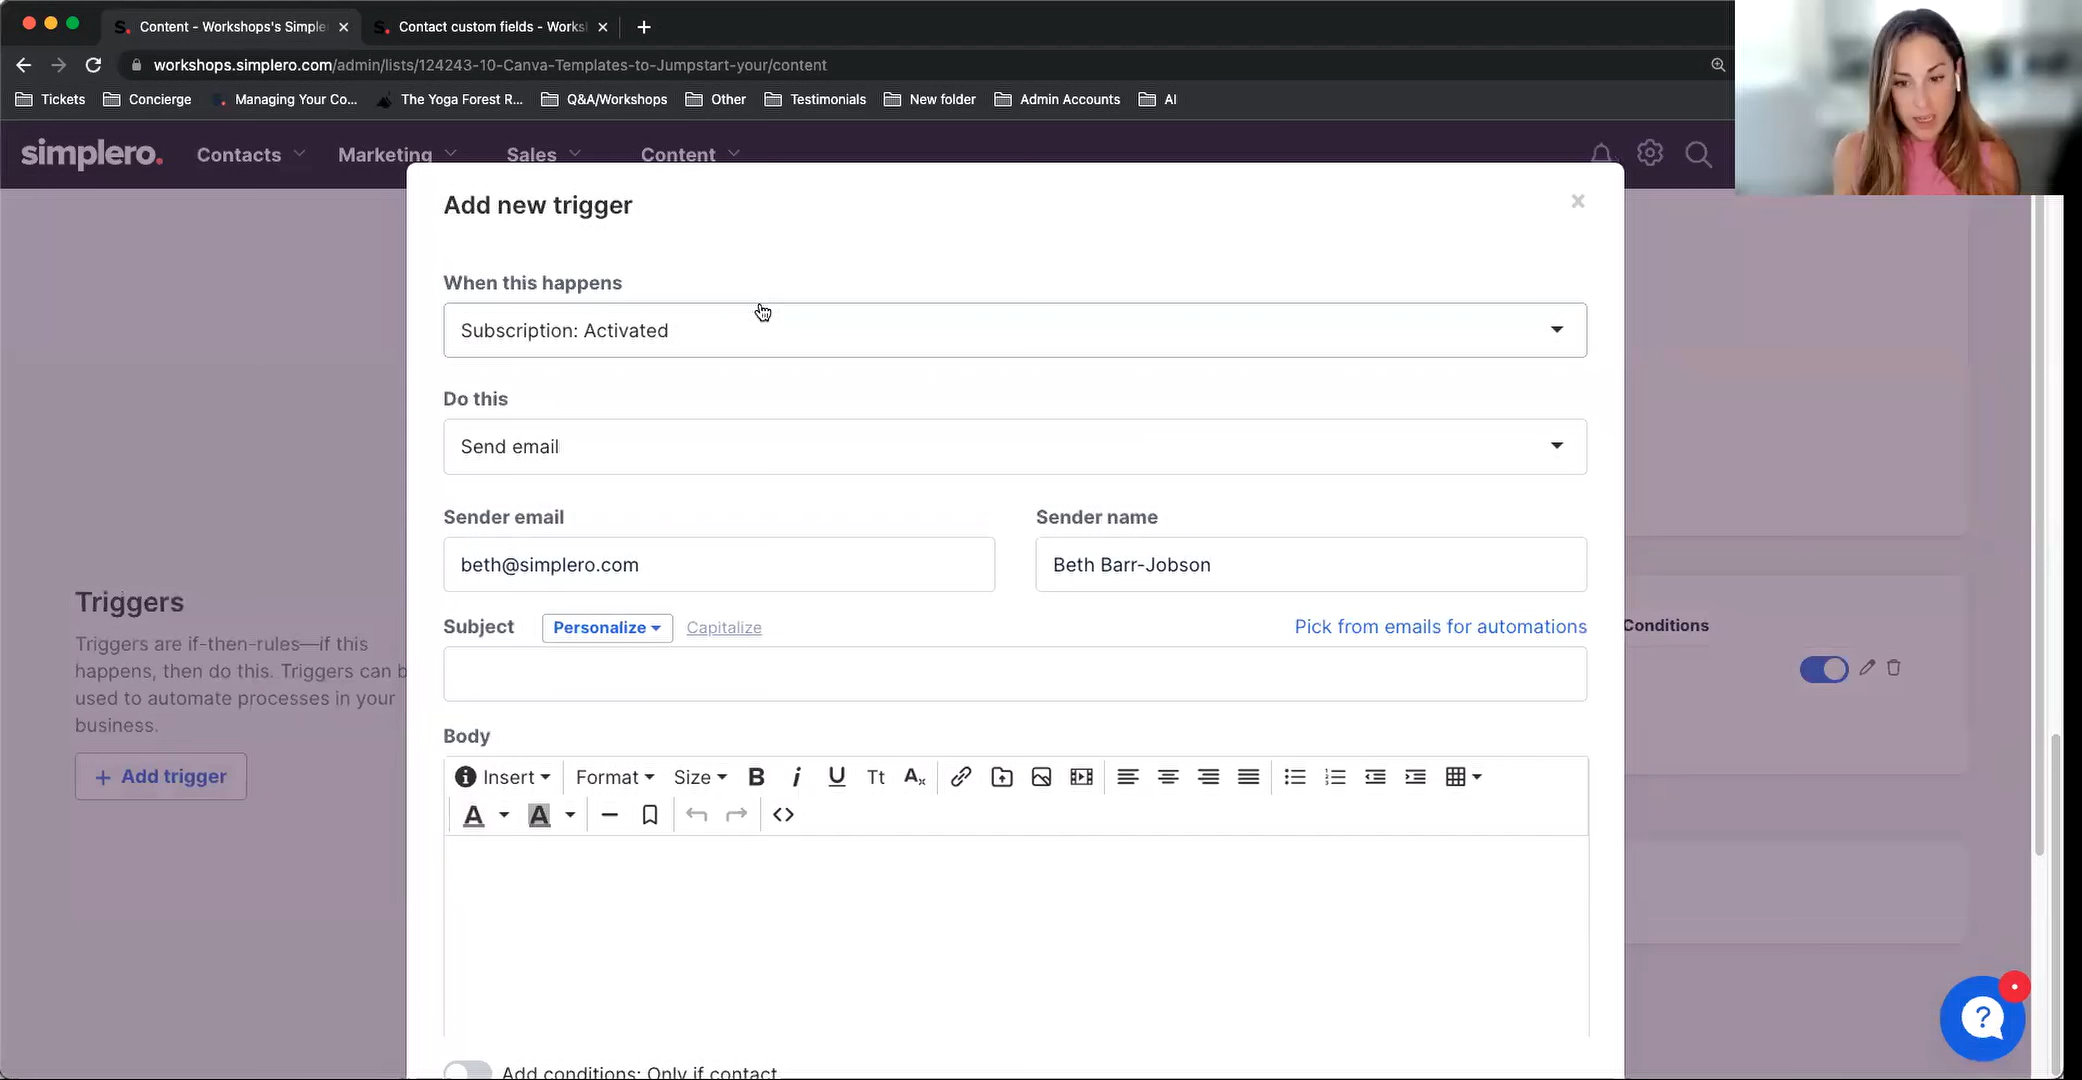 Content - Workshops's Simple
Contact custom fields - Works
workshops.simplero.com/admin/lists/124243-10-Canva-Templates-to-Jumpstart-your/content
Tickets
Concierge
Managing Your Co...
The Yoga Forest R...
Q&A/Workshops
Other
Testimonials
New folder
Admin Accounts
AI
simplero.
Contacts
Marketing
Sales
Content
Add new trigger
When this happens
Subscription: Activated
Do this
Send email
Sender email
Sender name
beth@simplero.com
Beth Barr-Jobson
Subject
Personalize
Capitalize
Pick from emails for automations
Body
Insert
Format
Size
B
i
U
Tt
Ax
A
A
Add conditions: Only if contact
Triggers
Triggers are if-then-rules—if this
happens, then do this. Triggers can b
used to automate processes in your
business.
+ Add trigger
Conditions